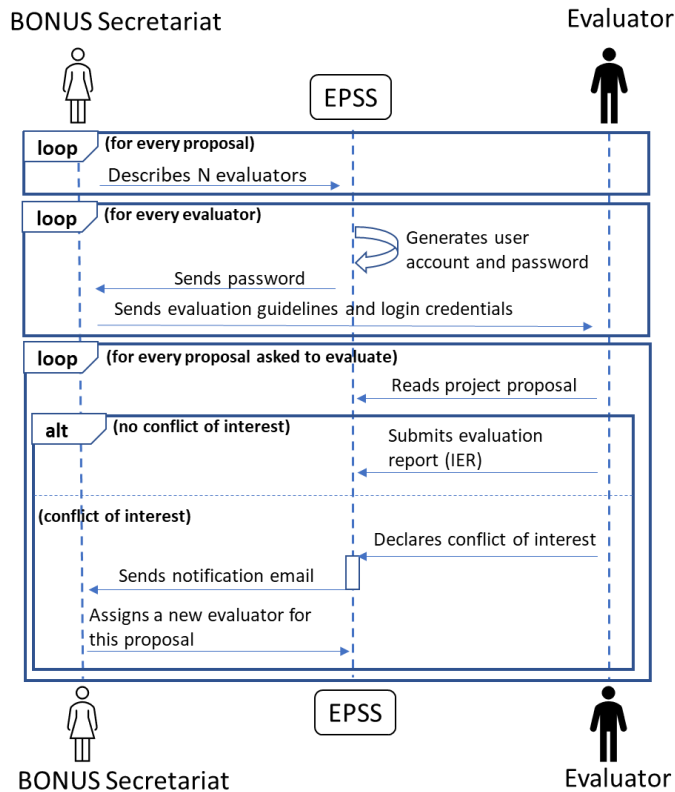 BONUS Secretariat
Evaluator
EPSS
loop
(for every proposal)
Describes N evaluators
loop
(for every evaluator)
Generates user
account and password
Sends password
Sends evaluation guidelines and login credentials
loop
(for every proposal asked to evaluate)
Reads project proposal
alt
(no conflict of interest)
Submits evaluation
report (IER)
(conflict of interest)
Declares conflict of interest
Sends notification email
Assigns a new evaluator for
this proposal
EPSS
BONUS Secretariat
Evaluator